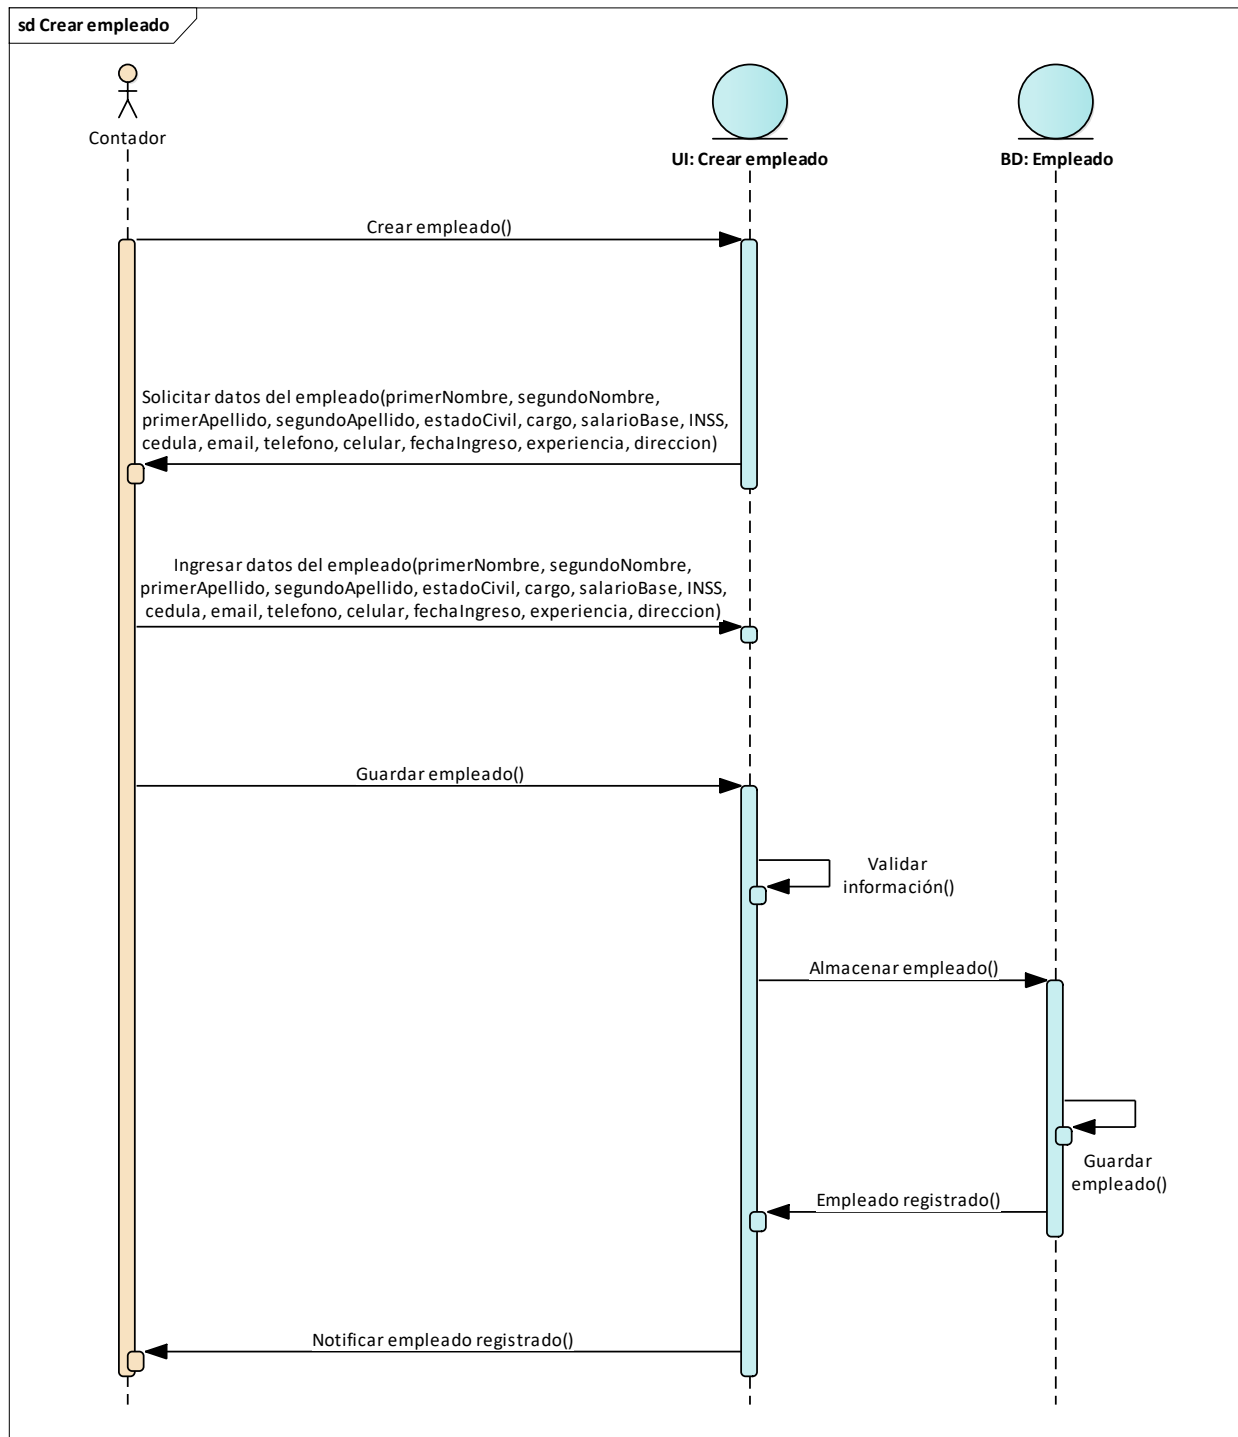 sd Crear empleado
Contador
UI: Crear empleado
BD: Empleado
Crear empleado()
Solicitar datos del empleado(primerNombre, segundoNombre,
primerApellido, segundoApellido, estadoCivil, cargo, salarioBase, INSS,
cedula, email, telefono, celular, fechaIngreso, experiencia, direccion)
Ingresar datos del empleado(primerNombre, segundoNombre,
primerApellido, segundoApellido, estadoCivil, cargo, salarioBase, INSS,
cedula, email, telefono, celular, fechaIngreso, experiencia, direccion)
Guardar empleado()
Validar
información()
Almacenar empleado()
Guardar
empleado()
Empleado registrado()
Notificar empleado registrado()